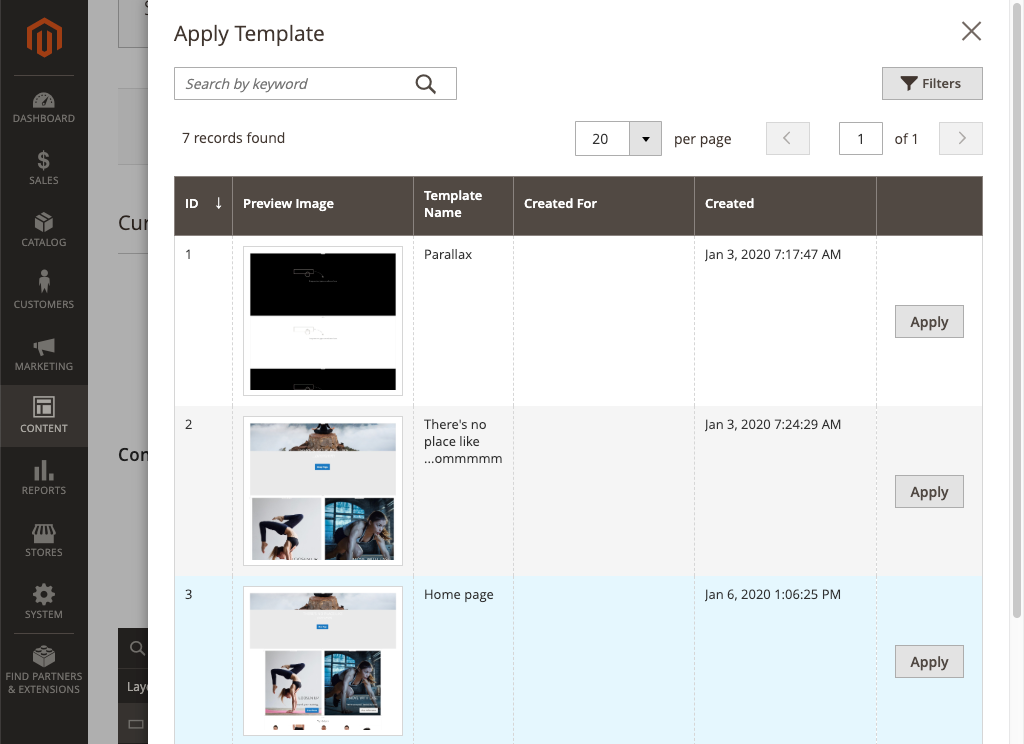 DASHBOARD
SALES
CATALOG
CUSTOMERS
MARKETING
CONTENT
REPORTS
STORES
SYSTEM
FIND PARTNERS
& EXTENSIONS
Apply Template
Search by keyword
Filters
7 records found
20
per page
1
of 1
ID ↓
Preview Image
Template
Name
Created For
Created
1
Parallax
Jan 3, 2020 7:17:47 AM
Apply
2
There's no
place like
...ommmmm
Jan 3, 2020 7:24:29 AM
Apply
3
Home page
Jan 6, 2020 1:06:25 PM
Apply